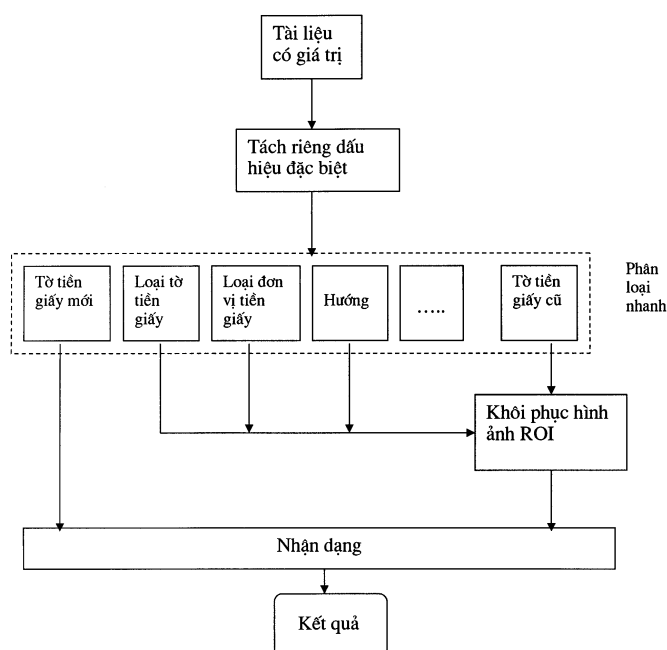 Tài liệu
có giá trị
Tách riêng dấu
hiệu đặc biệt
Tờ tiền
giấy mới
Loại tờ
tiền
giấy
Loại đơn
vị tiền
giấy
Hướng
.....
Tờ tiền
giấy cũ
Phân
loại
nhanh
Khôi phục hình
ảnh ROI
Nhận dạng
Kết quả